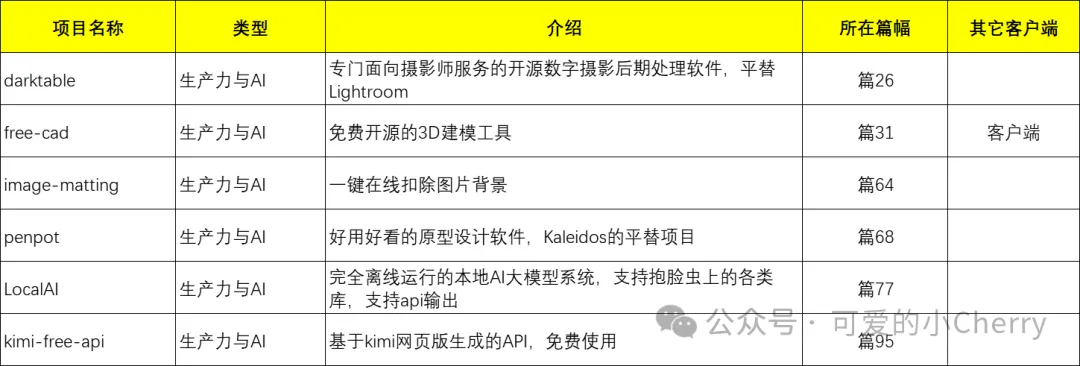 项目名称 类型 介绍 所在篇幅 其它客户端
darktable 生产力与AI 专门面向摄影师服务的开源数字摄影后期处理软件，平替
Lightroom 篇26
free-cad 生产力与AI 免费开源的3D建模工具 篇31 客户端
image-matting 生产力与AI 一键在线扣除图片背景 篇64
penpot 生产力与AI 好用好看的原型设计软件，Kaleidos的平替项目 篇68
LocalAI 生产力与AI 完全离线运行的本地AI大模型系统，支持抱脸虫上的各类
库，支持api输出 篇77
公众号·可爱的小Cherry
kimi-free-api 生产力与AI 基于kimi网页版生成的API，免费使用 篇95